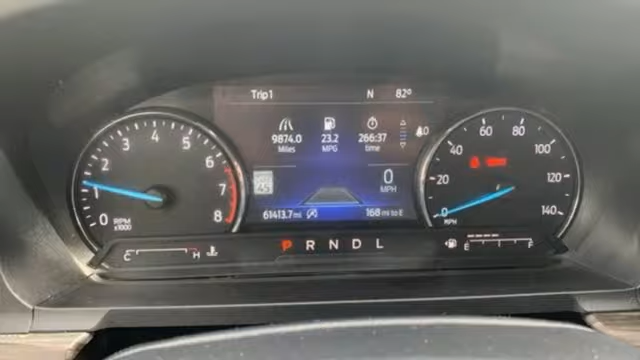 Trip1 N 82°
9874.0 23.2 266:37 0
Miles MPG time
0 1 2 3 4 5 6 7 8
RPM
x1000
0 20 40 60 80 100 120 140
MPH
0
MPH
61413.7 mi 168 mi to E
P R N D L
C H
E F